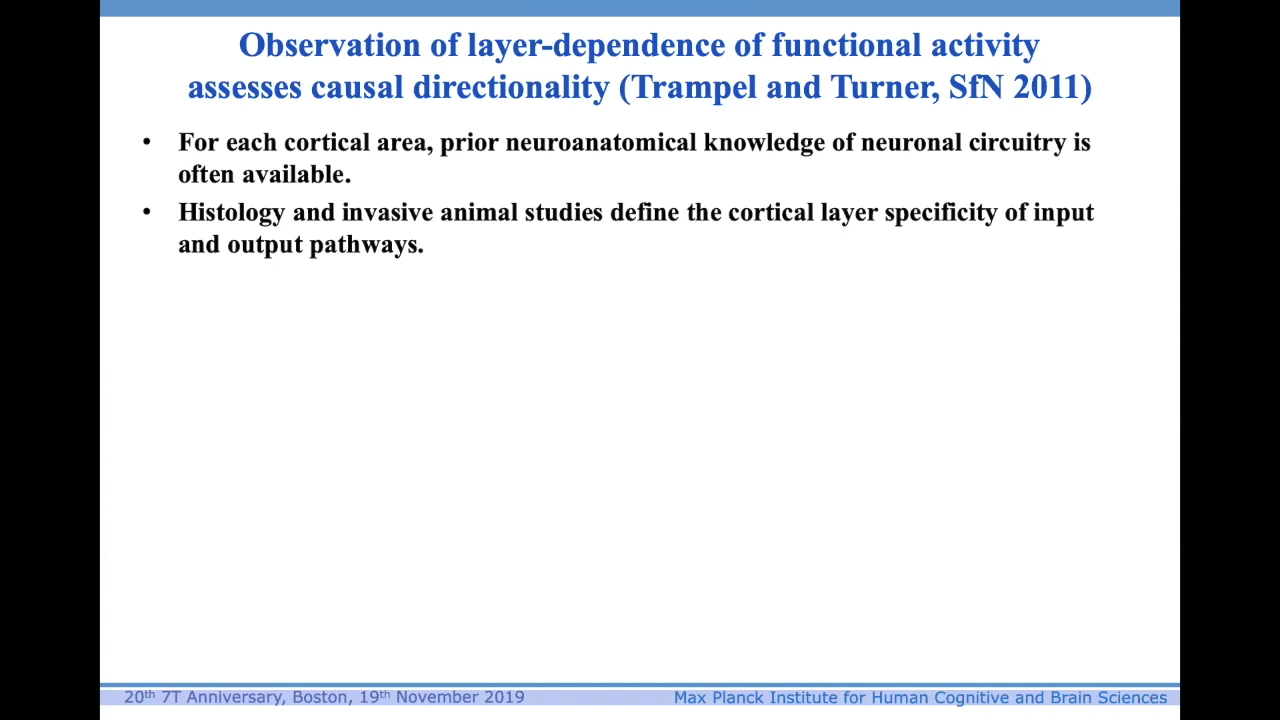 Observation of layer-dependence of functional activity
assesses causal directionality (Trampel and Turner, SfN 2011)
• For each cortical area, prior neuroanatomical knowledge of neuronal circuitry is
often available.
• Histology and invasive animal studies define the cortical layer specificity of input
and output pathways.
20th 7T Anniversary, Boston, 19th November 2019
Max Planck Institute for Human Cognitive and Brain Sciences